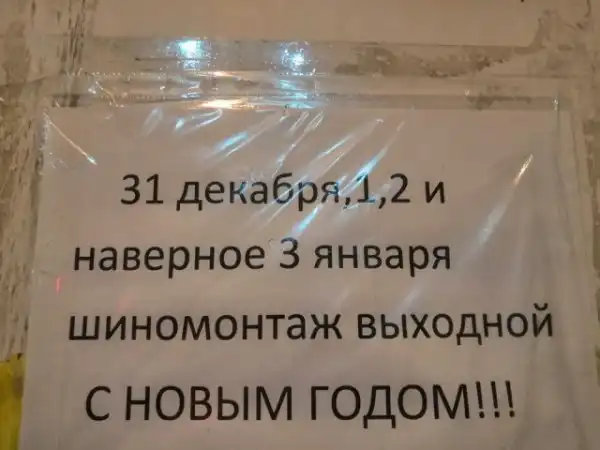 31 декабря,1,2 и
наверное 3 января
шиномонтаж выходной
С НОВЫМ ГОДОМ!!!